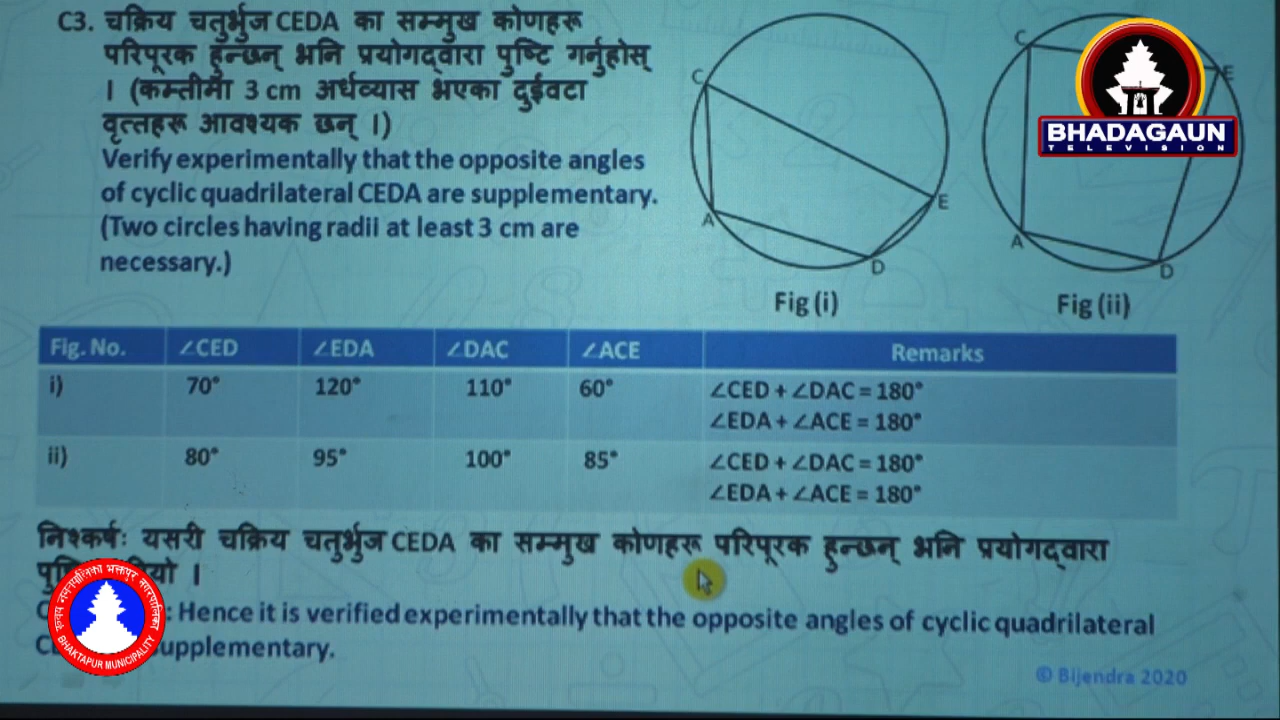 C3. चक्रिय चतुर्भुज CEDA का सम्मुख कोणहरू
परिपूरक हुन्छन् भनि प्रयोगद्वारा पुष्टि गर्नुहोस्
। (कम्तीमा 3 cm अर्धव्यास भएका दुईवटा
वृत्तहरू आवश्यक छन् ।)
Verify experimentally that the opposite angles
of cyclic quadrilateral CEDA are supplementary.
(Two circles having radii at least 3 cm are
necessary.)
C
A
D
E
Fig (i)
C
E
A
D
Fig (ii)
BHADAGAUN
TELEVISION
Fig. No. ∠CED ∠EDA ∠DAC ∠ACE Remarks
i) 70° 120° 110° 60° ∠CED + ∠DAC = 180°
∠EDA + ∠ACE = 180°
ii) 80° 95° 100° 85° ∠CED + ∠DAC = 180°
∠EDA + ∠ACE = 180°
निश्कर्षः यसरी चक्रिय चतुर्भुज CEDA का सम्मुख कोणहरू परिपूरक हुन्छन् भनि प्रयोगद्वारा
।
: Hence it is verified experimentally that the opposite angles of cyclic quadrilateral
supplementary.
BHAKTAPUR MUNICIPALITY
© Bijendra 2020